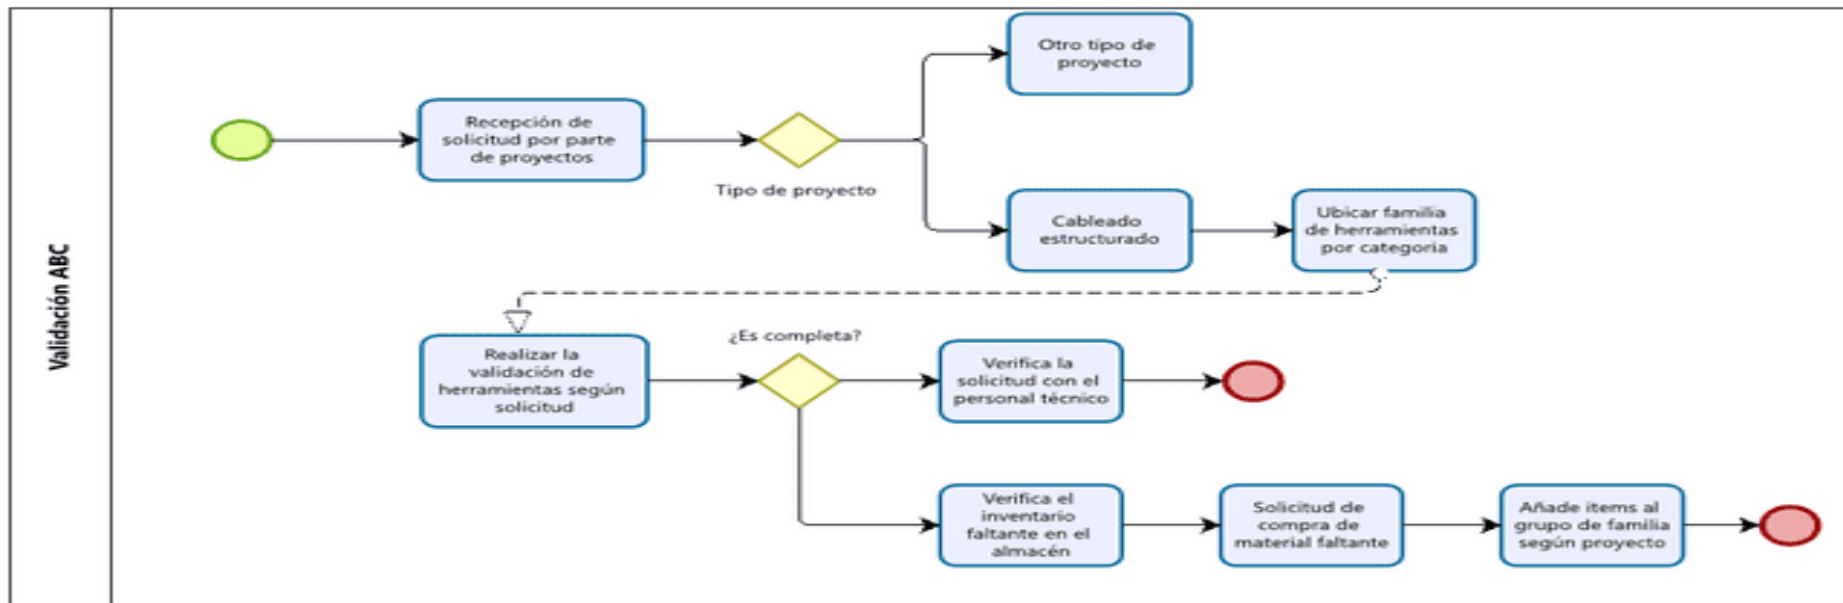 Validación ABC
Otro tipo de
proyecto
Recepción de
solicitud por parte
de proyectos
Tipo de proyecto
Cableado
estructurado
Ubicar familia
de herramientas
por categoria
Realizar la
validación de
herramientas según
solicitud
¿Es completa?
Verifica la
solicitud con el
personal técnico
Verifica el
inventario
faltante en el
almacén
Solicitud de
compra de
material faltante
Añade items al
grupo de familia
según proyecto